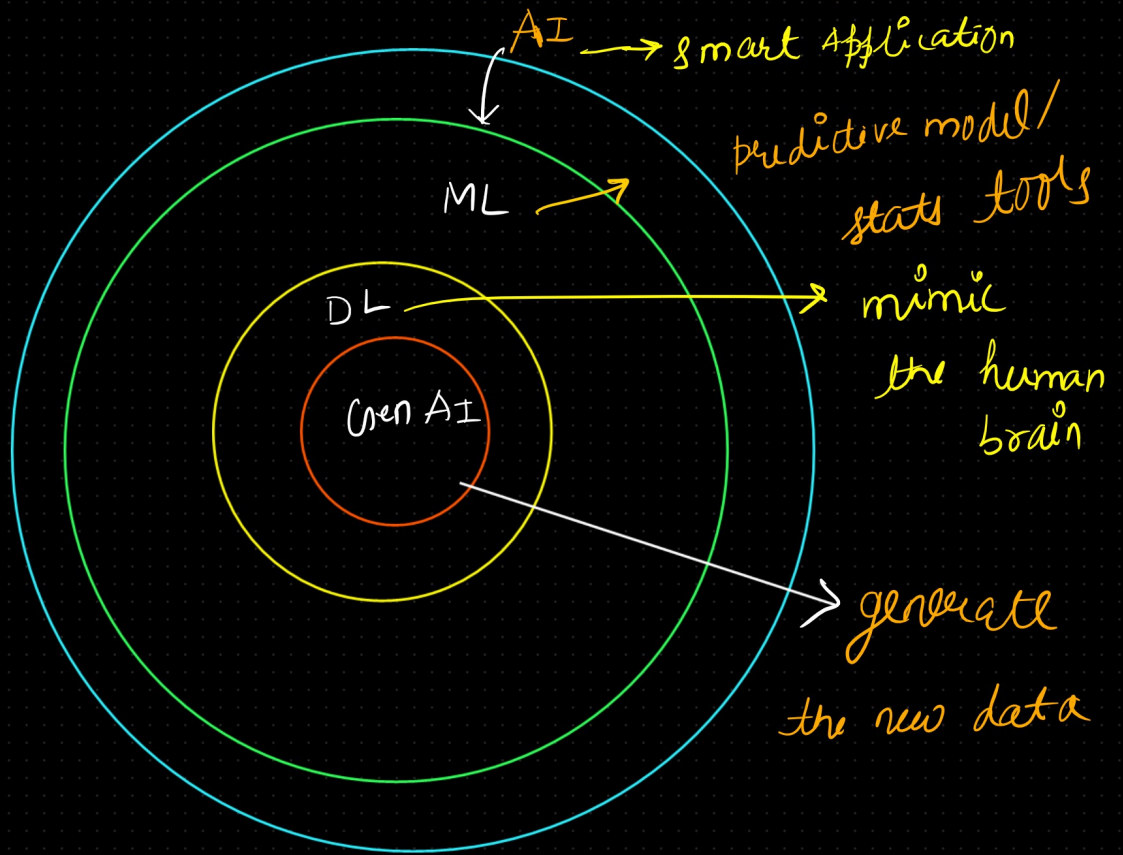 AI → smart Application
predictive model/
stats tools
ML
DL
mimic
the human
brain
Gen AI
generate
the new data